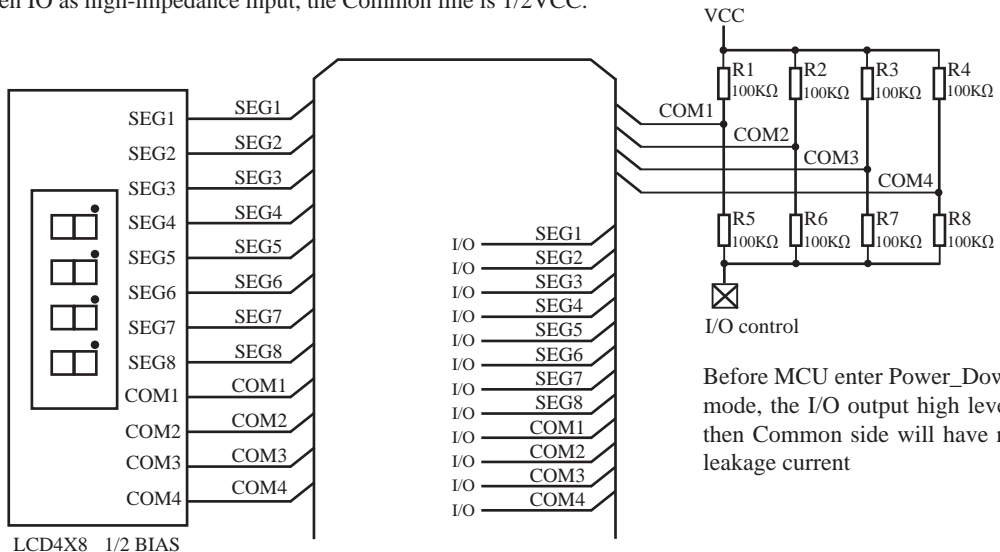 IO as high-impedance input, the Common line is 1/2VCC.
VCC
R1
100KΩ
R2
100KΩ
R3
100KΩ
R4
100KΩ
COM1
COM2
COM3
COM4
R5
100KΩ
R6
100KΩ
R7
100KΩ
R8
100KΩ
I/O control
Before MCU enter
mode, the I/O output high
then Common side will have
leakage current
SEG1
SEG2
SEG3
SEG4
SEG5
SEG6
SEG7
SEG8
COM1
COM2
COM3
COM4
SEG1
SEG2
SEG3
SEG4
SEG5
SEG6
SEG7
SEG8
COM1
COM2
COM3
COM4
I/O SEG1
I/O SEG2
I/O SEG3
I/O SEG4
I/O SEG5
I/O SEG6
I/O SEG7
I/O SEG8
I/O COM1
I/O COM2
I/O COM3
I/O COM4
LCD4X8 1/2 BIAS